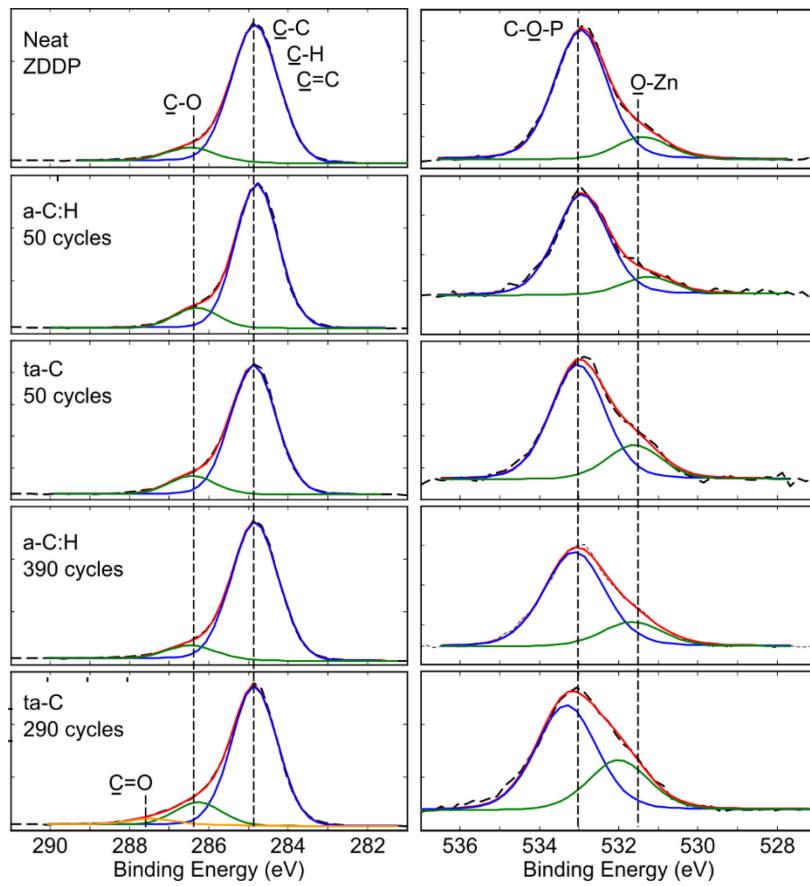 Neat
ZDDP
C-O
C-C
C-H
C=C
C-O-P
O-Zn
a-C:H
50 cycles
ta-C
50 cycles
a-C:H
390 cycles
ta-C
290 cycles
C=O
290 288 286 284 282
536 534 532 530 528
Binding Energy (eV) Binding Energy (eV)